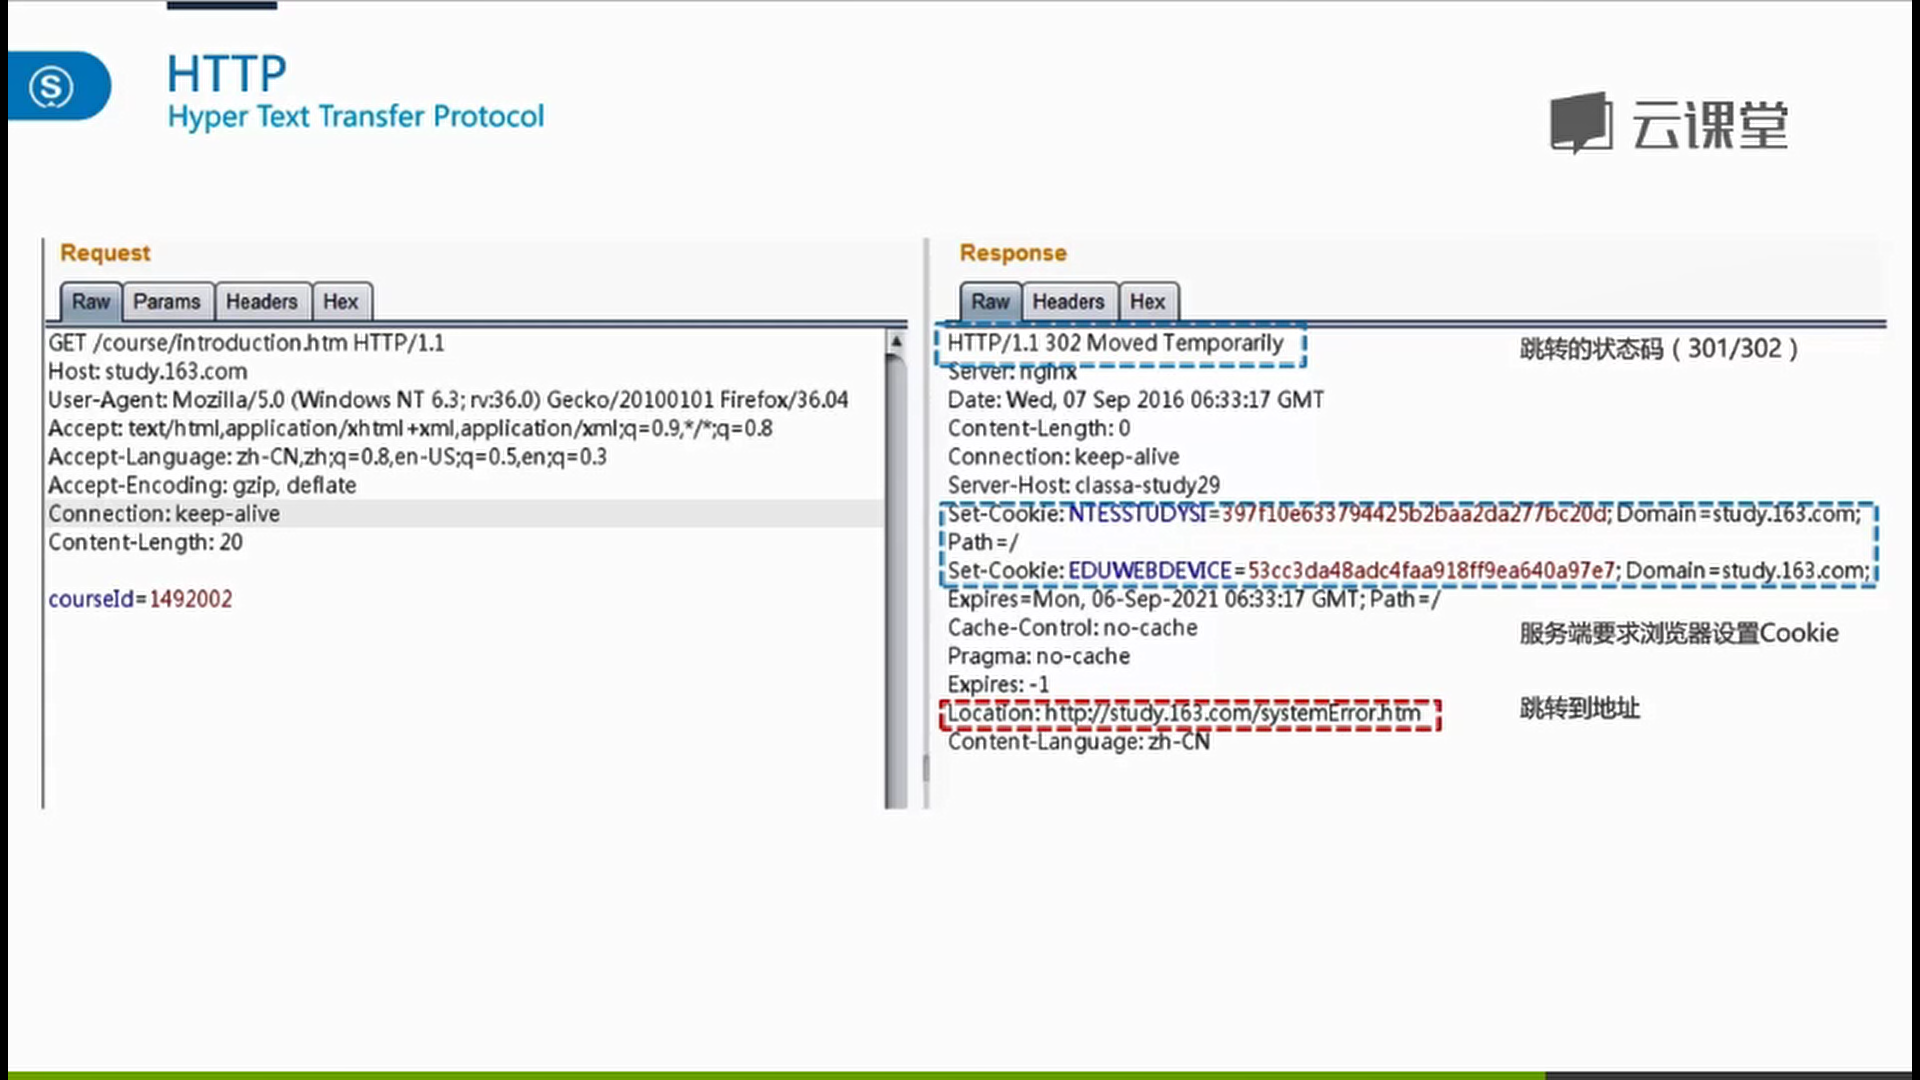 HTTP
Hyper Text Transfer Protocol
云课堂
Request
Raw Params Headers Hex
GET /course/introduction.htm HTTP/1.1
Host: study.163.com
User-Agent: Mozilla/5.0 (Windows NT 6.3; rv:36.0) Gecko/20100101 Firefox/36.04
Accept: text/html,application/xhtml+xml,application/xml;q=0.9,*/*;q=0.8
Accept-Language: zh-CN,zh;q=0.8,en-US;q=0.5,en;q=0.3
Accept-Encoding: gzip, deflate
Connection: keep-alive
Content-Length: 20
courseId=1492002
Response
Raw Headers Hex
HTTP/1.1 302 Moved Temporarily
跳转的状态码（301/302）
Server: nginx
Date: Wed, 07 Sep 2016 06:33:17 GMT
Content-Length: 0
Connection: keep-alive
Server-Host: classa-study29
Set-Cookie: NTESSTUDYSI=397f10e633794425b2baa2da277bc20d; Domain=study.163.com;
Path=/
Set-Cookie: EDUWEBDEVICE=53cc3da48adc4faa918ff9ea640a97e7; Domain=study.163.com;
Expires=Mon, 06-Sep-2021 06:33:17 GMT; Path=/
Cache-Control: no-cache
服务端要求浏览器设置Cookie
Pragma: no-cache
Expires: -1
Location: http://study.163.com/systemError.htm
跳转到地址
Content-Language: zh-CN